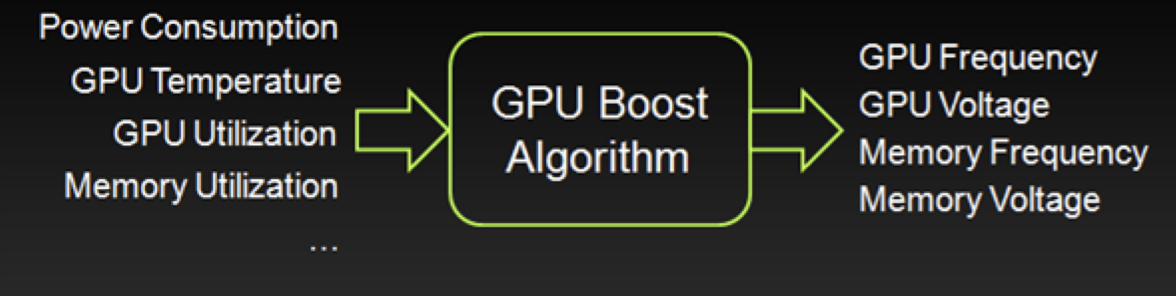 Power Consumption
GPU Temperature
GPU Utilization
Memory Utilization
...
GPU Boost
Algorithm
GPU Frequency
GPU Voltage
Memory Frequency
Memory Voltage